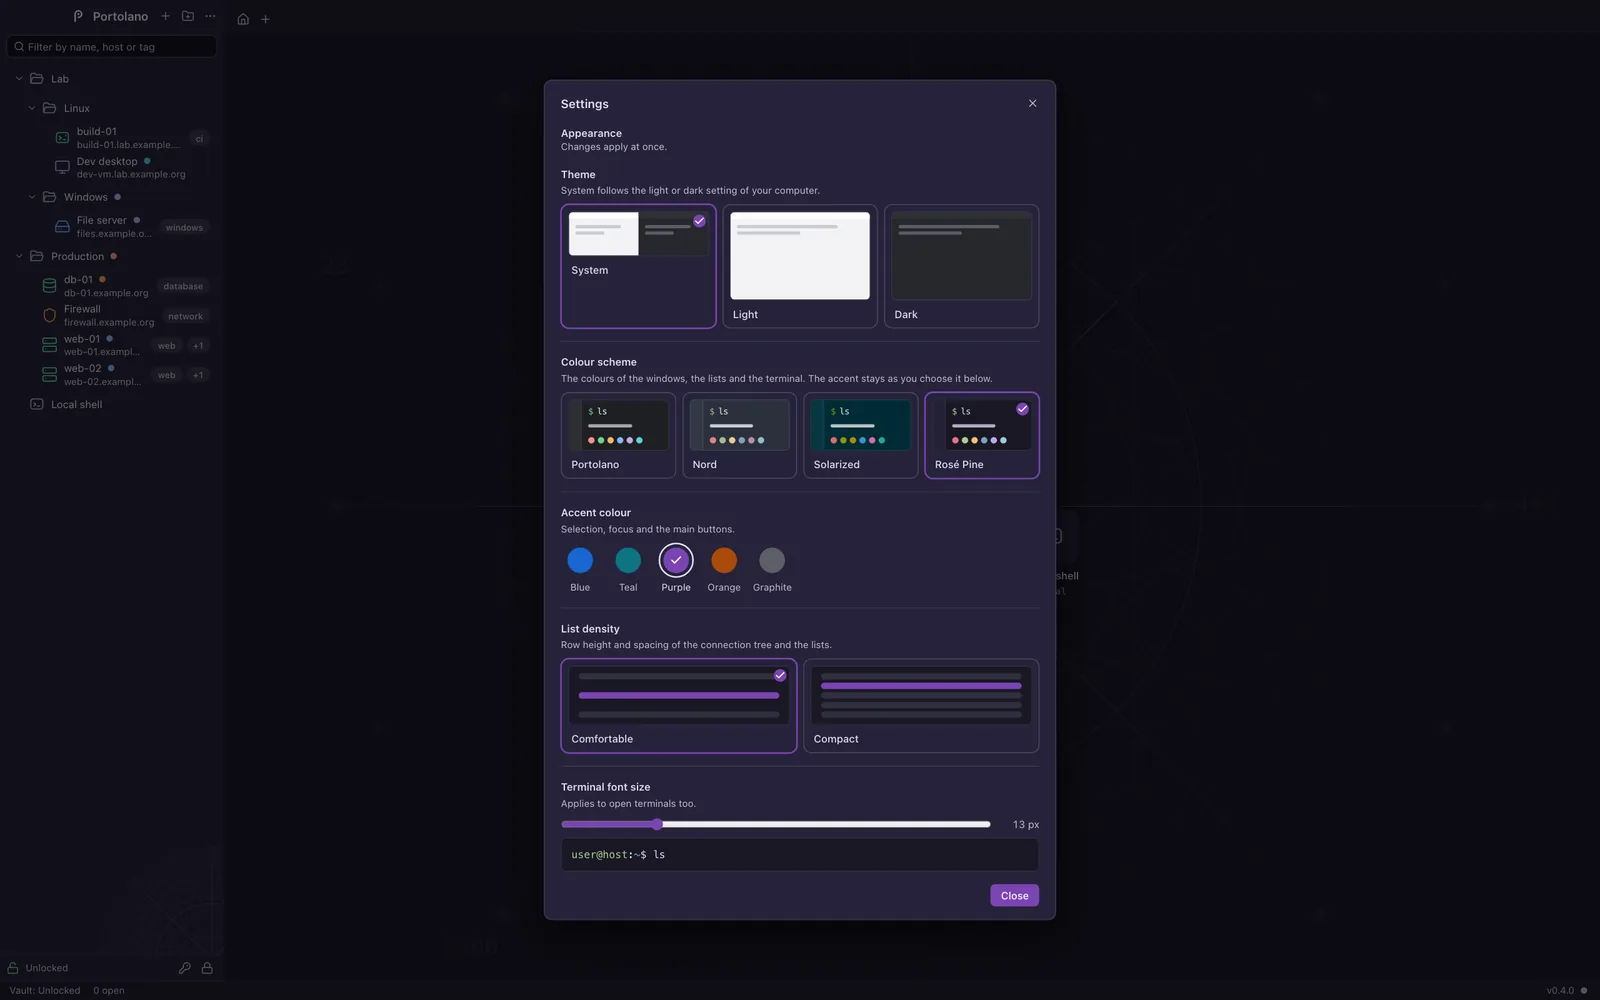 Portolano
Filter by name, host or tag
Lab
Linux
build-01
build-01.lab.example....
ci
Dev desktop
dev-vm.lab.example.org
Windows
File server
files.example.o...
windows
Production
db-01
db-01.example.org
database
Firewall
firewall.example.org
network
web-01
web-01.exampl...
web
+1
web-02
web-02.exampl...
web
+1
Local shell
Unlocked
Vault: Unlocked
0 open
Settings
Appearance
Changes apply at once.
Theme
System follows the light or dark setting of your computer.
System
Light
Dark
Colour scheme
The colours of the windows, the lists and the terminal. The accent stays as you choose it below.
$ ls
Portolano
$ ls
Nord
$ ls
Solarized
$ ls
Rosé Pine
Accent colour
Selection, focus and the main buttons.
Blue
Teal
Purple
Orange
Graphite
List density
Row height and spacing of the connection tree and the lists.
Comfortable
Compact
Terminal font size
Applies to open terminals too.
13 px
user@host:~$ ls
Close
shell
al
v0.4.0